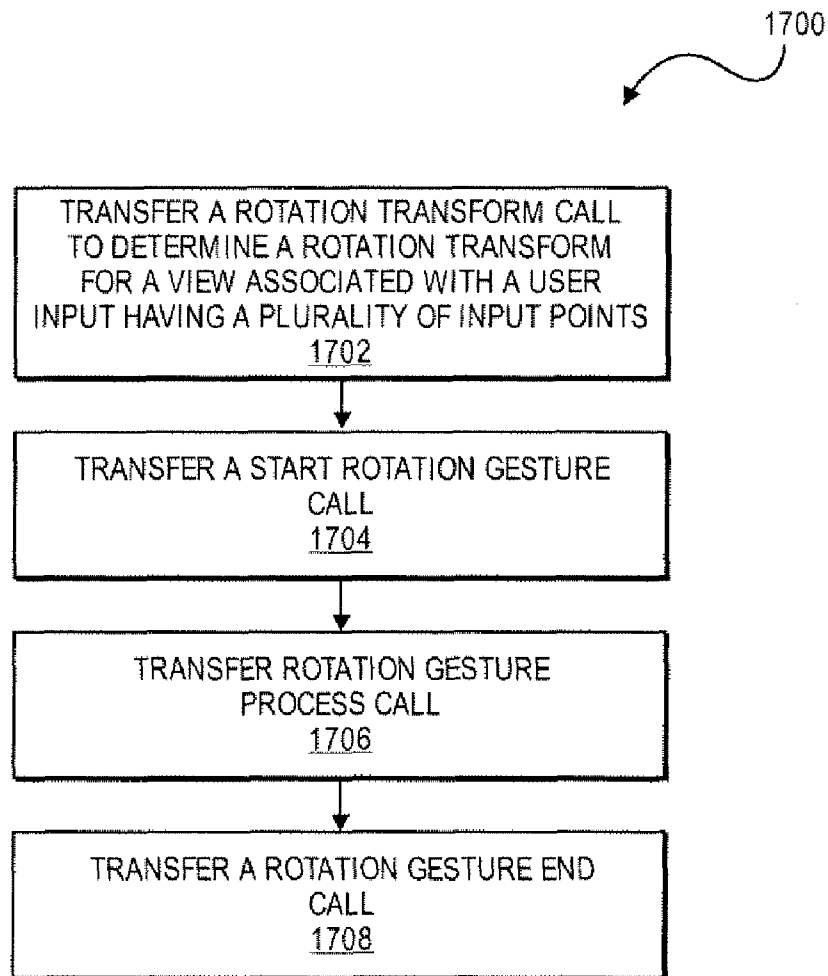 1700
TRANSFER A ROTATION TRANSFORM CALL
TO DETERMINE A ROTATION TRANSFORM
FOR A VIEW ASSOCIATED WITH A USER
INPUT HAVING A PLURALITY OF INPUT POINTS
1702
TRANSFER A START ROTATION GESTURE
CALL
1704
TRANSFER ROTATION GESTURE
PROCESS CALL
1706
TRANSFER A ROTATION GESTURE END
CALL
1708